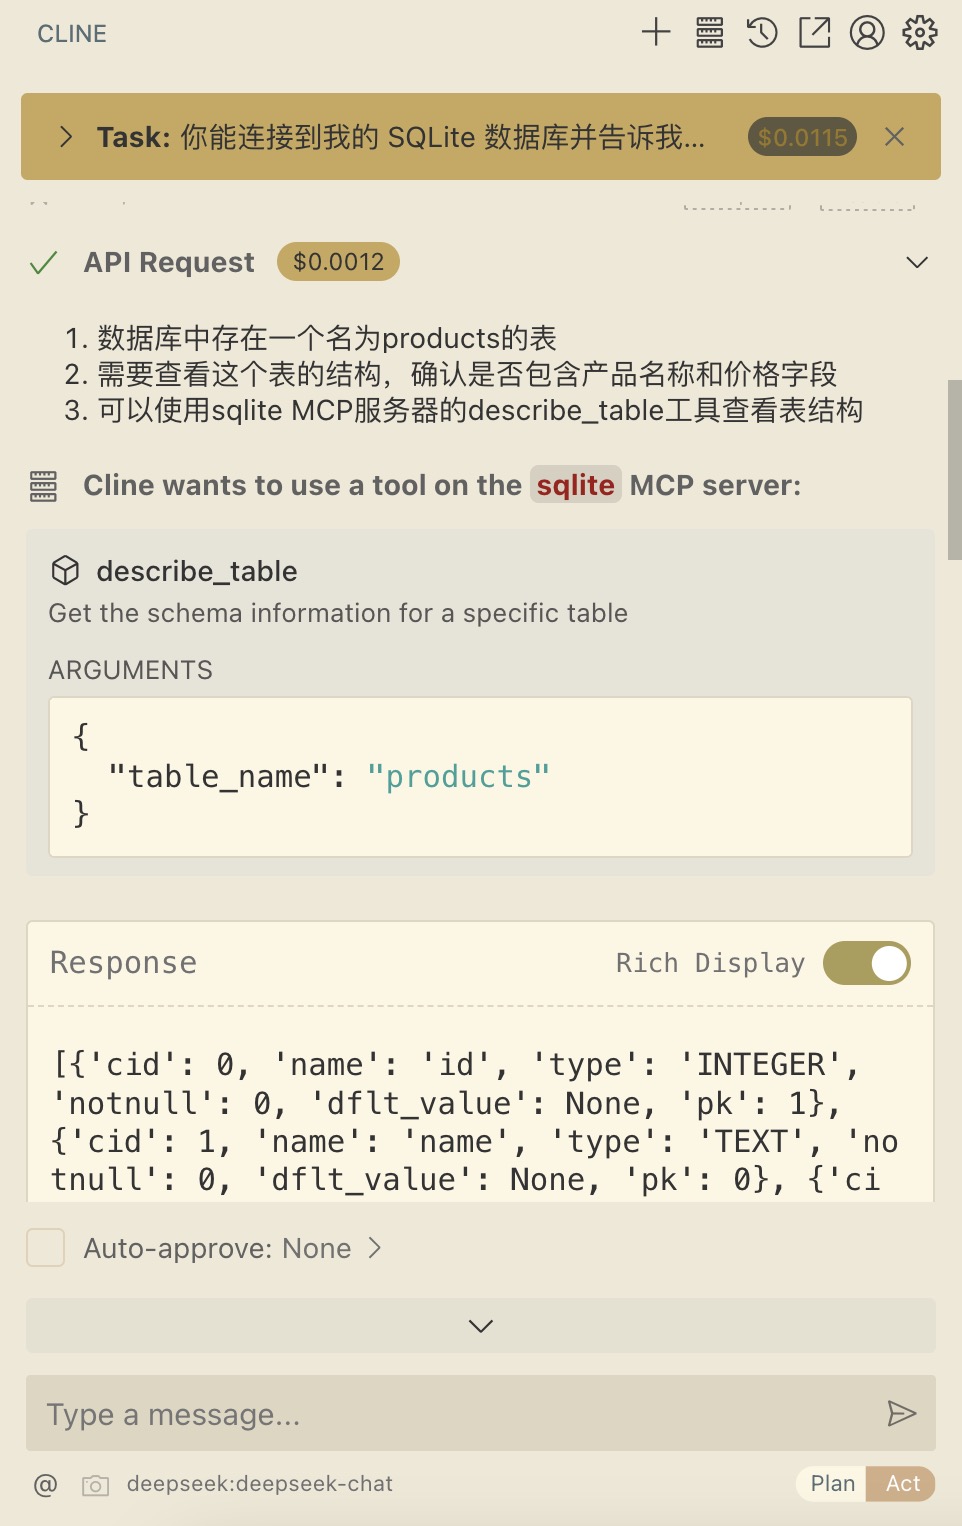 CLINE
Task: 你能连接到我的 SQLite 数据库并告诉我... $0.0115
API Request $0.0012
1. 数据库中存在一个名为products的表
2. 需要查看这个表的结构，确认是否包含产品名称和价格字段
3. 可以使用sqlite MCP服务器的describe_table工具查看表结构
Cline wants to use a tool on the sqlite MCP server:
describe_table
Get the schema information for a specific table
ARGUMENTS
{
"table_name": "products"
}
Response Rich Display
[{'cid': 0, 'name': 'id', 'type': 'INTEGER',
'notnull': 0, 'dflt_value': None, 'pk': 1},
{'cid': 1, 'name': 'name', 'type': 'TEXT', 'no
tnull': 0, 'dflt_value': None, 'pk': 0}, {'ci
Auto-approve: None
Type a message...
@ deepseek:deepseek-chat Plan Act